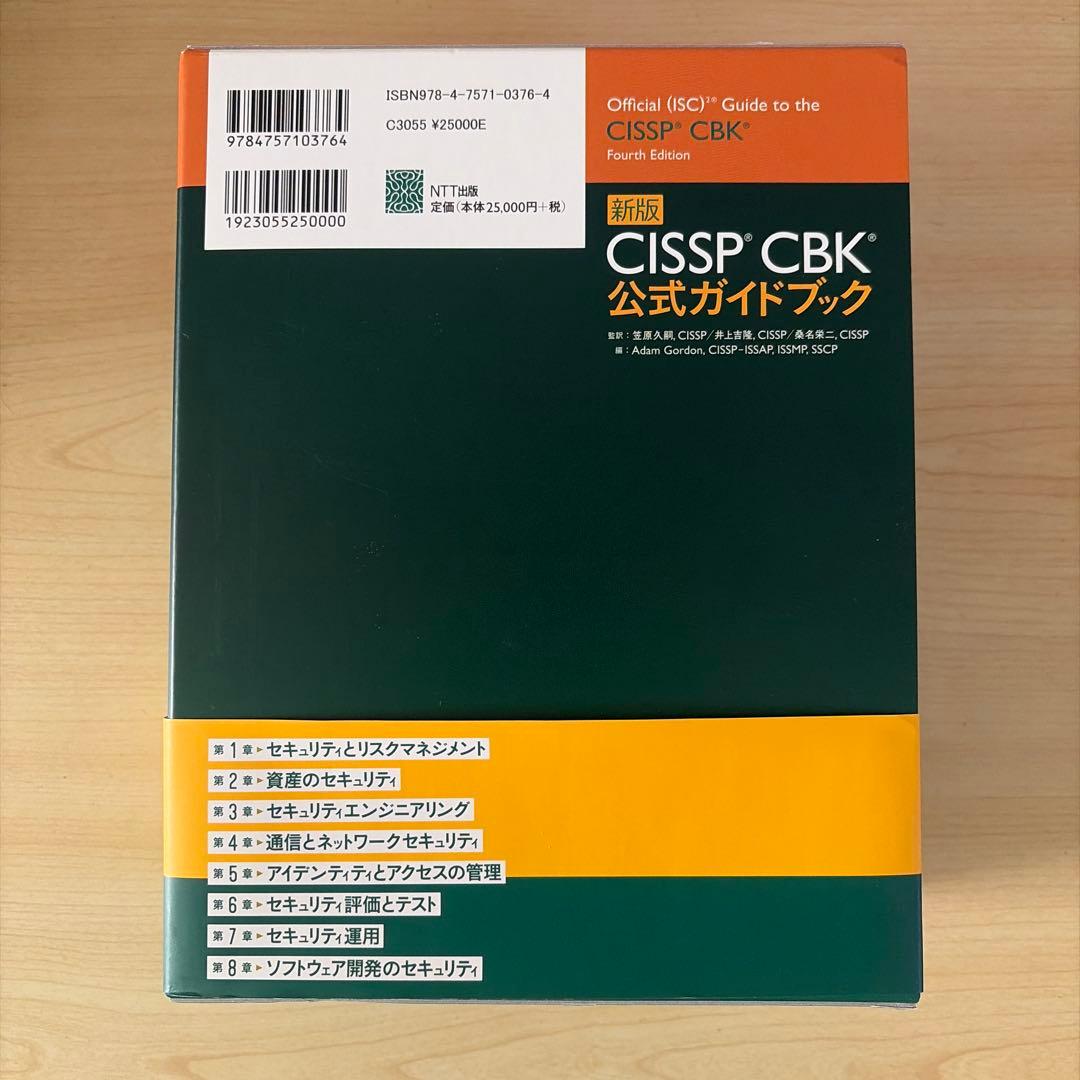 ISBN978-4-7571-0376-4
C3055 ¥25000E
9784757103764
1923055250000
NTT出版
定価(本体25,000円+税)
Official (ISC)²® Guide to the
CISSP® CBK®
Fourth Edition
新版
CISSP® CBK®
公式ガイドブック
監訳:笠原久嗣, CISSP/井上吉隆, CISSP/桑名栄二, CISSP
編:Adam Gordon, CISSP-ISSAP, ISSMP, SSCP
第1章▸セキュリティとリスクマネジメント
第2章▸資産のセキュリティ
第3章▸セキュリティエンジニアリング
第4章▸通信とネットワークセキュリティ
第5章▸アイデンティティとアクセスの管理
第6章▸セキュリティ評価とテスト
第7章▸セキュリティ運用
第8章▸ソフトウェア開発のセキュリティ